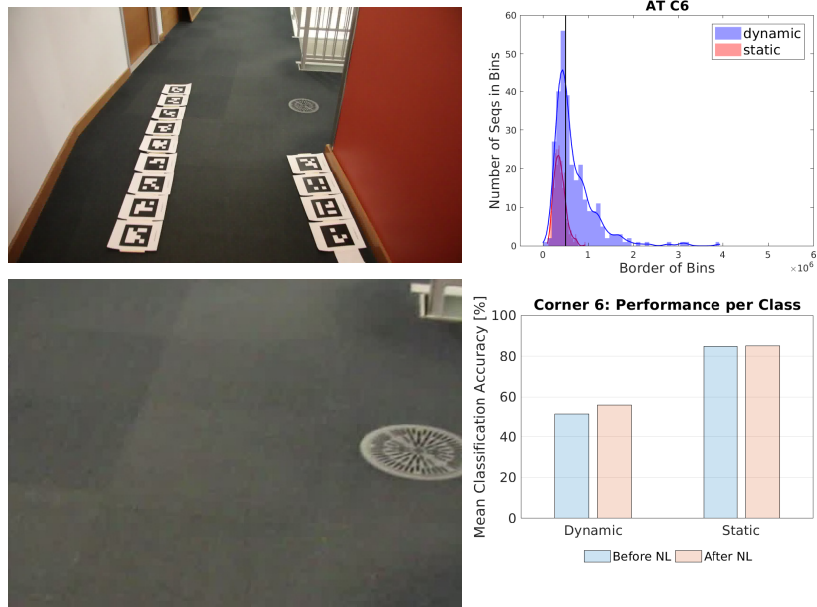 AT C6
60
50
40
30
20
10
0
Number of Seqs in Bins
dynamic
static
0 1 2 3 4 5 6
×10⁶
Border of Bins
Corner 6: Performance per Class
100
80
60
40
20
0
Mean Classification Accuracy [%]
Dynamic Static
Before NL After NL